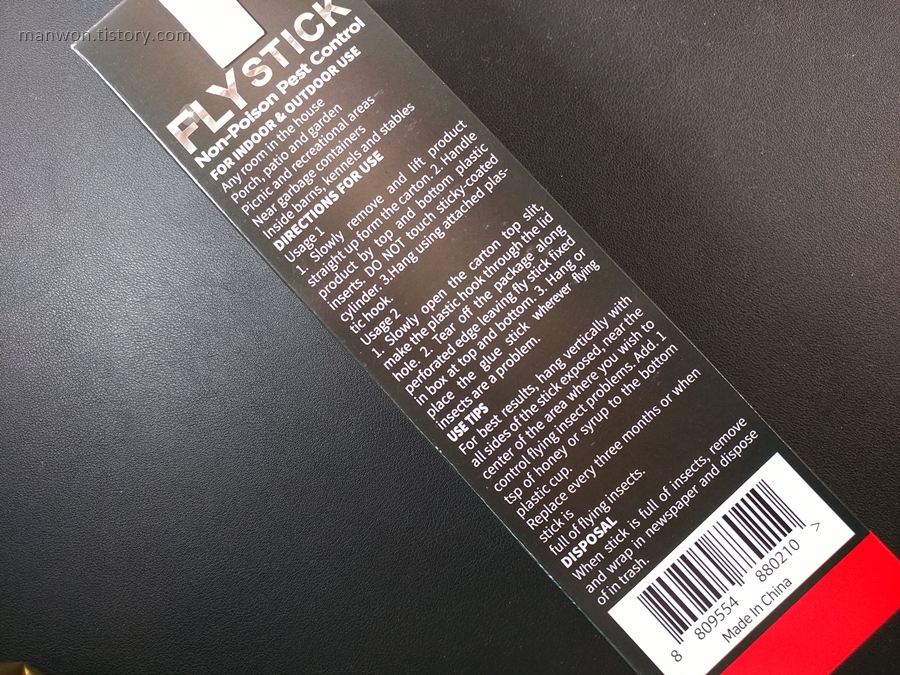 manwon.tistory.com
FLYSTICK
Non-Poison Pest Control
FOR INDOOR & OUTDOOR USE
Any room in the house
Porch, patio and garden
Picnic and recreational areas
Near garbage containers
Inside barns, kennels and stables
DIRECTIONS FOR USE
Usage 1
1. Slowly remove and lift product
straight up form the carton. 2. Handle
product by top and bottom plastic
inserts. DO NOT touch sticky-coated
cylinder. 3.Hang using attached plas-
tic hook.
Usage 2
1. Slowly open the carton top slit,
make the plastic hook through the lid
hole. 2. Tear off the package along
perforated edge leaving fly stick fixed
in box at top and bottom. 3. Hang or
place the glue stick wherever flying
insects are a problem.
USE TIPS
For best results, hang vertically with
all sides of the stick exposed, near the
center of the area where you wish to
control flying insect problems. Add. 1
tsp of honey or syrup to the bottom
plastic cup.
Replace every three months or when
stick is
full of flying insects.
DISPOSAL
When stick is full of insects, remove
and wrap in newspaper and dispose
of in trash.
8 809554 880210 >
Made In China